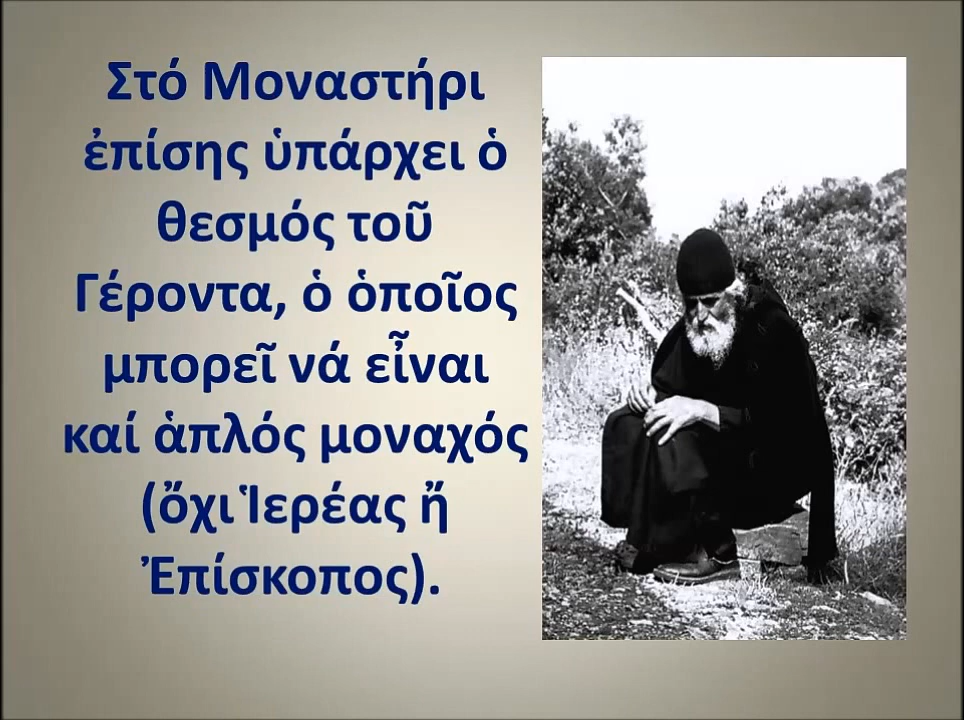 Στό Μοναστήρι
ἐπίσης ὑπάρχει ὁ
θεσμός τοῦ
Γέροντα, ὁ ὁποῖος
μπορεῖ νά εἶναι
καί ἁπλός μοναχός
(ὄχι Ἱερέας ἤ
Ἐπίσκοπος).